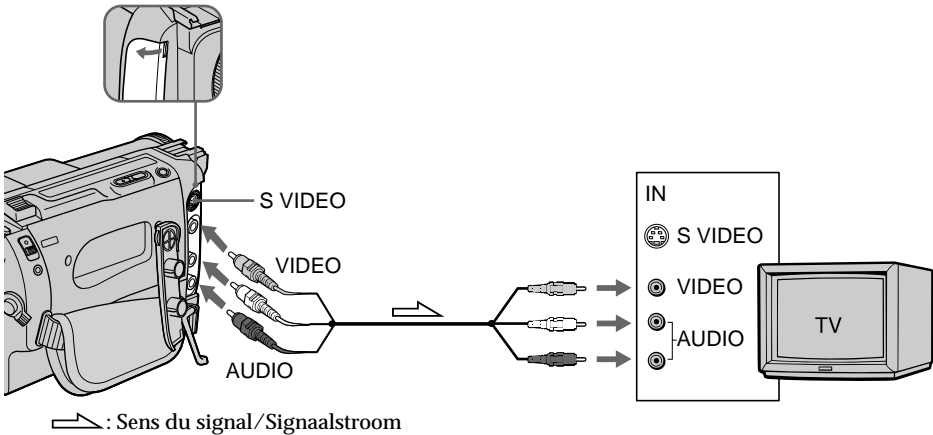 S VIDEO
VIDEO
AUDIO
IN
S VIDEO
VIDEO
AUDIO
TV
: Sens du signal/Signaalstroom